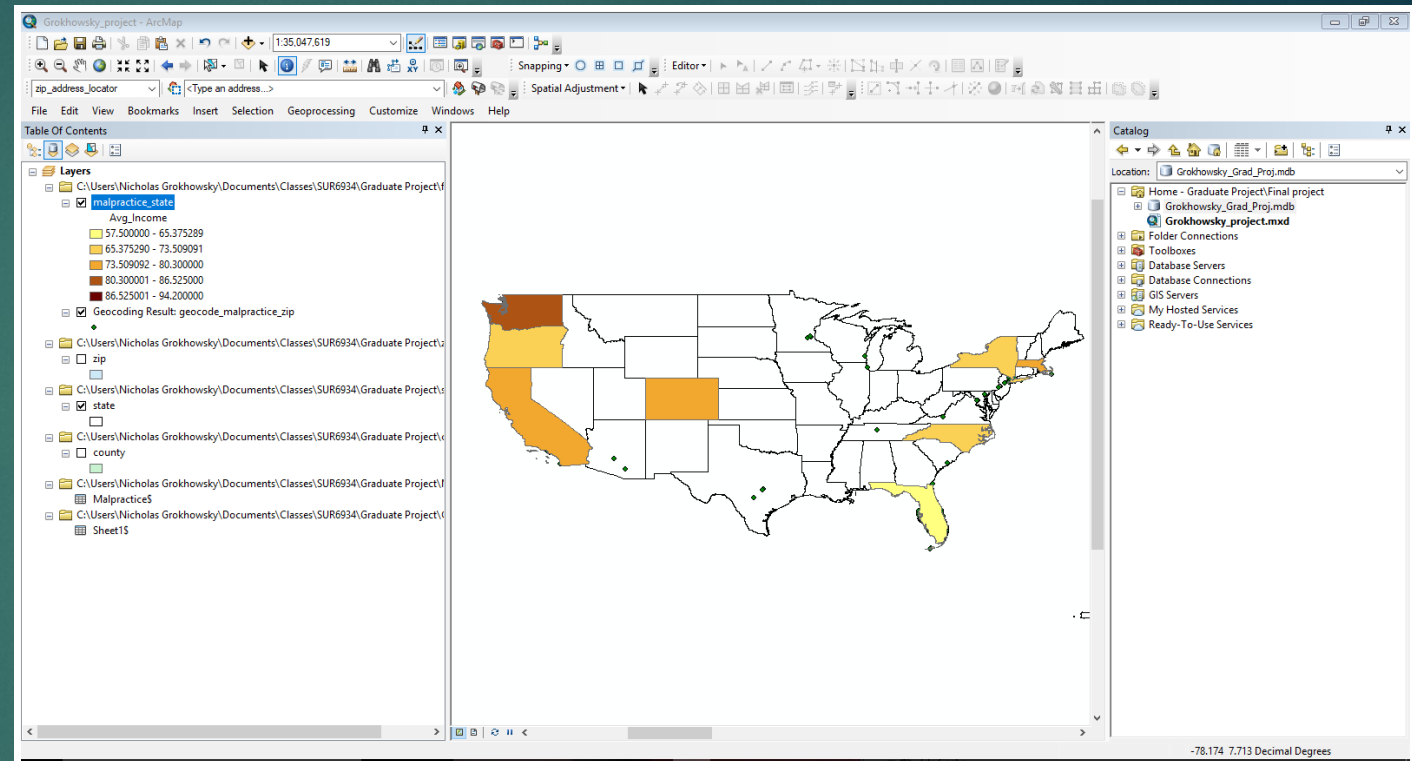 Grokhowsky_project - ArcMap
1:35,047,619
Snapping
Editor
zip_address_locator
<Type an address...>
Spatial Adjustment
File Edit View Bookmarks Insert Selection Geoprocessing Customize Windows Help
Table Of Contents
Layers
C:\Users\Nicholas Grokhowsky\Documents\Classes\SUR6934\Graduate Project\f
malpractice_state
Avg_Income
57.500000 - 65.375289
65.375290 - 73.509091
73.509092 - 80.300000
80.300001 - 86.525000
86.525001 - 94.200000
Geocoding Result: geocode_malpractice_zip
C:\Users\Nicholas Grokhowsky\Documents\Classes\SUR6934\Graduate Project\z
zip
C:\Users\Nicholas Grokhowsky\Documents\Classes\SUR6934\Graduate Project\s
state
C:\Users\Nicholas Grokhowsky\Documents\Classes\SUR6934\Graduate Project\c
county
C:\Users\Nicholas Grokhowsky\Documents\Classes\SUR6934\Graduate Project\
Malpractice$
C:\Users\Nicholas Grokhowsky\Documents\Classes\SUR6934\Graduate Project\
Sheet1$
Catalog
Location: Grokhowsky_Grad_Proj.mdb
Home - Graduate Project\Final project
Grokhowsky_Grad_Proj.mdb
Grokhowsky_project.mxd
Folder Connections
Toolboxes
Database Servers
Database Connections
GIS Servers
My Hosted Services
Ready-To-Use Services
-78.174 7.713 Decimal Degrees